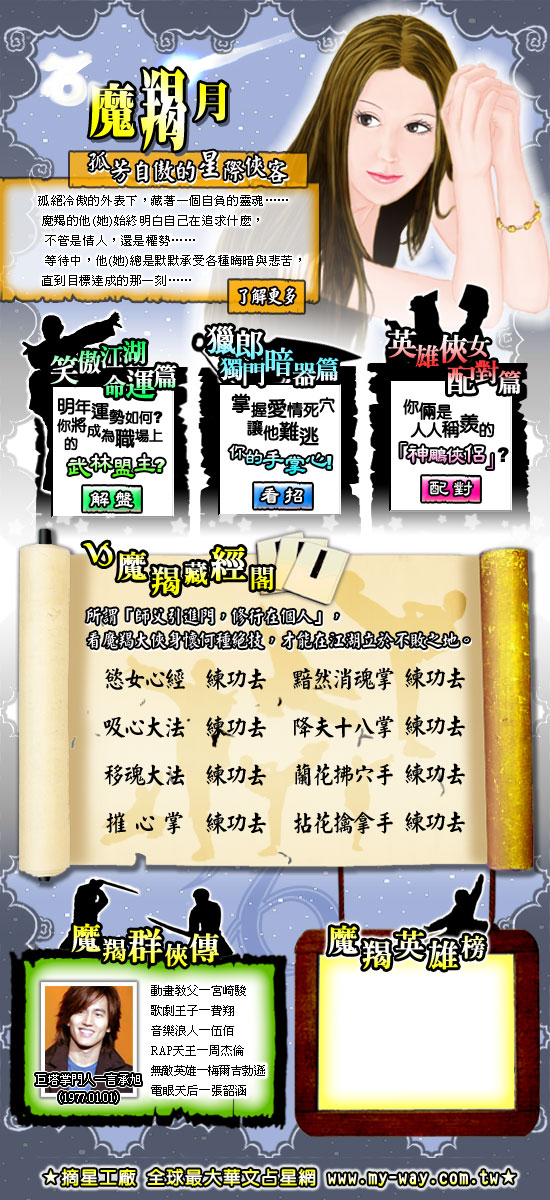 魔羯月
孤芳自傲的星際俠客
孤絕冷傲的外表下，藏著一個自負的靈魂……
魔羯的他(她)始終明白自己在追求什麼，
不管是情人，還是權勢……
等待中，他(她)總是默默承受各種晦暗與悲苦，
直到目標達成的那一刻……
了解更多
笑傲江湖
命運篇
明年運勢如何?
你將成為職場上
的
武林盟主?
解盤
獵郎
獨門暗器篇
掌握愛情死穴
讓他難逃
你的手掌心!
看招
英雄俠女
配對篇
你倆是
人人稱羨的
「神鵰俠侶」?
配對
魔羯藏經閣
所謂「師父引進門，修行在個人」，
看魔羯大俠身懷何種絕技，才能在江湖立於不敗之地。
慾女心經 練功去 黯然消魂掌 練功去
吸心大法 練功去 降夫十八掌 練功去
移魂大法 練功去 蘭花拂穴手 練功去
摧心掌 練功去 拈花擒拿手 練功去
魔羯群俠傳
動畫教父—宮崎駿
歌劇王子—費翔
音樂浪人—伍佰
RAP天王—周杰倫
無敵英雄—梅爾吉勃遜
電眼天后—張韶涵
巨塔掌門人—言承旭
(1977.01.01)
魔羯英雄榜
★摘星工廠 全球最大華文占星網 www.my-way.com.tw★